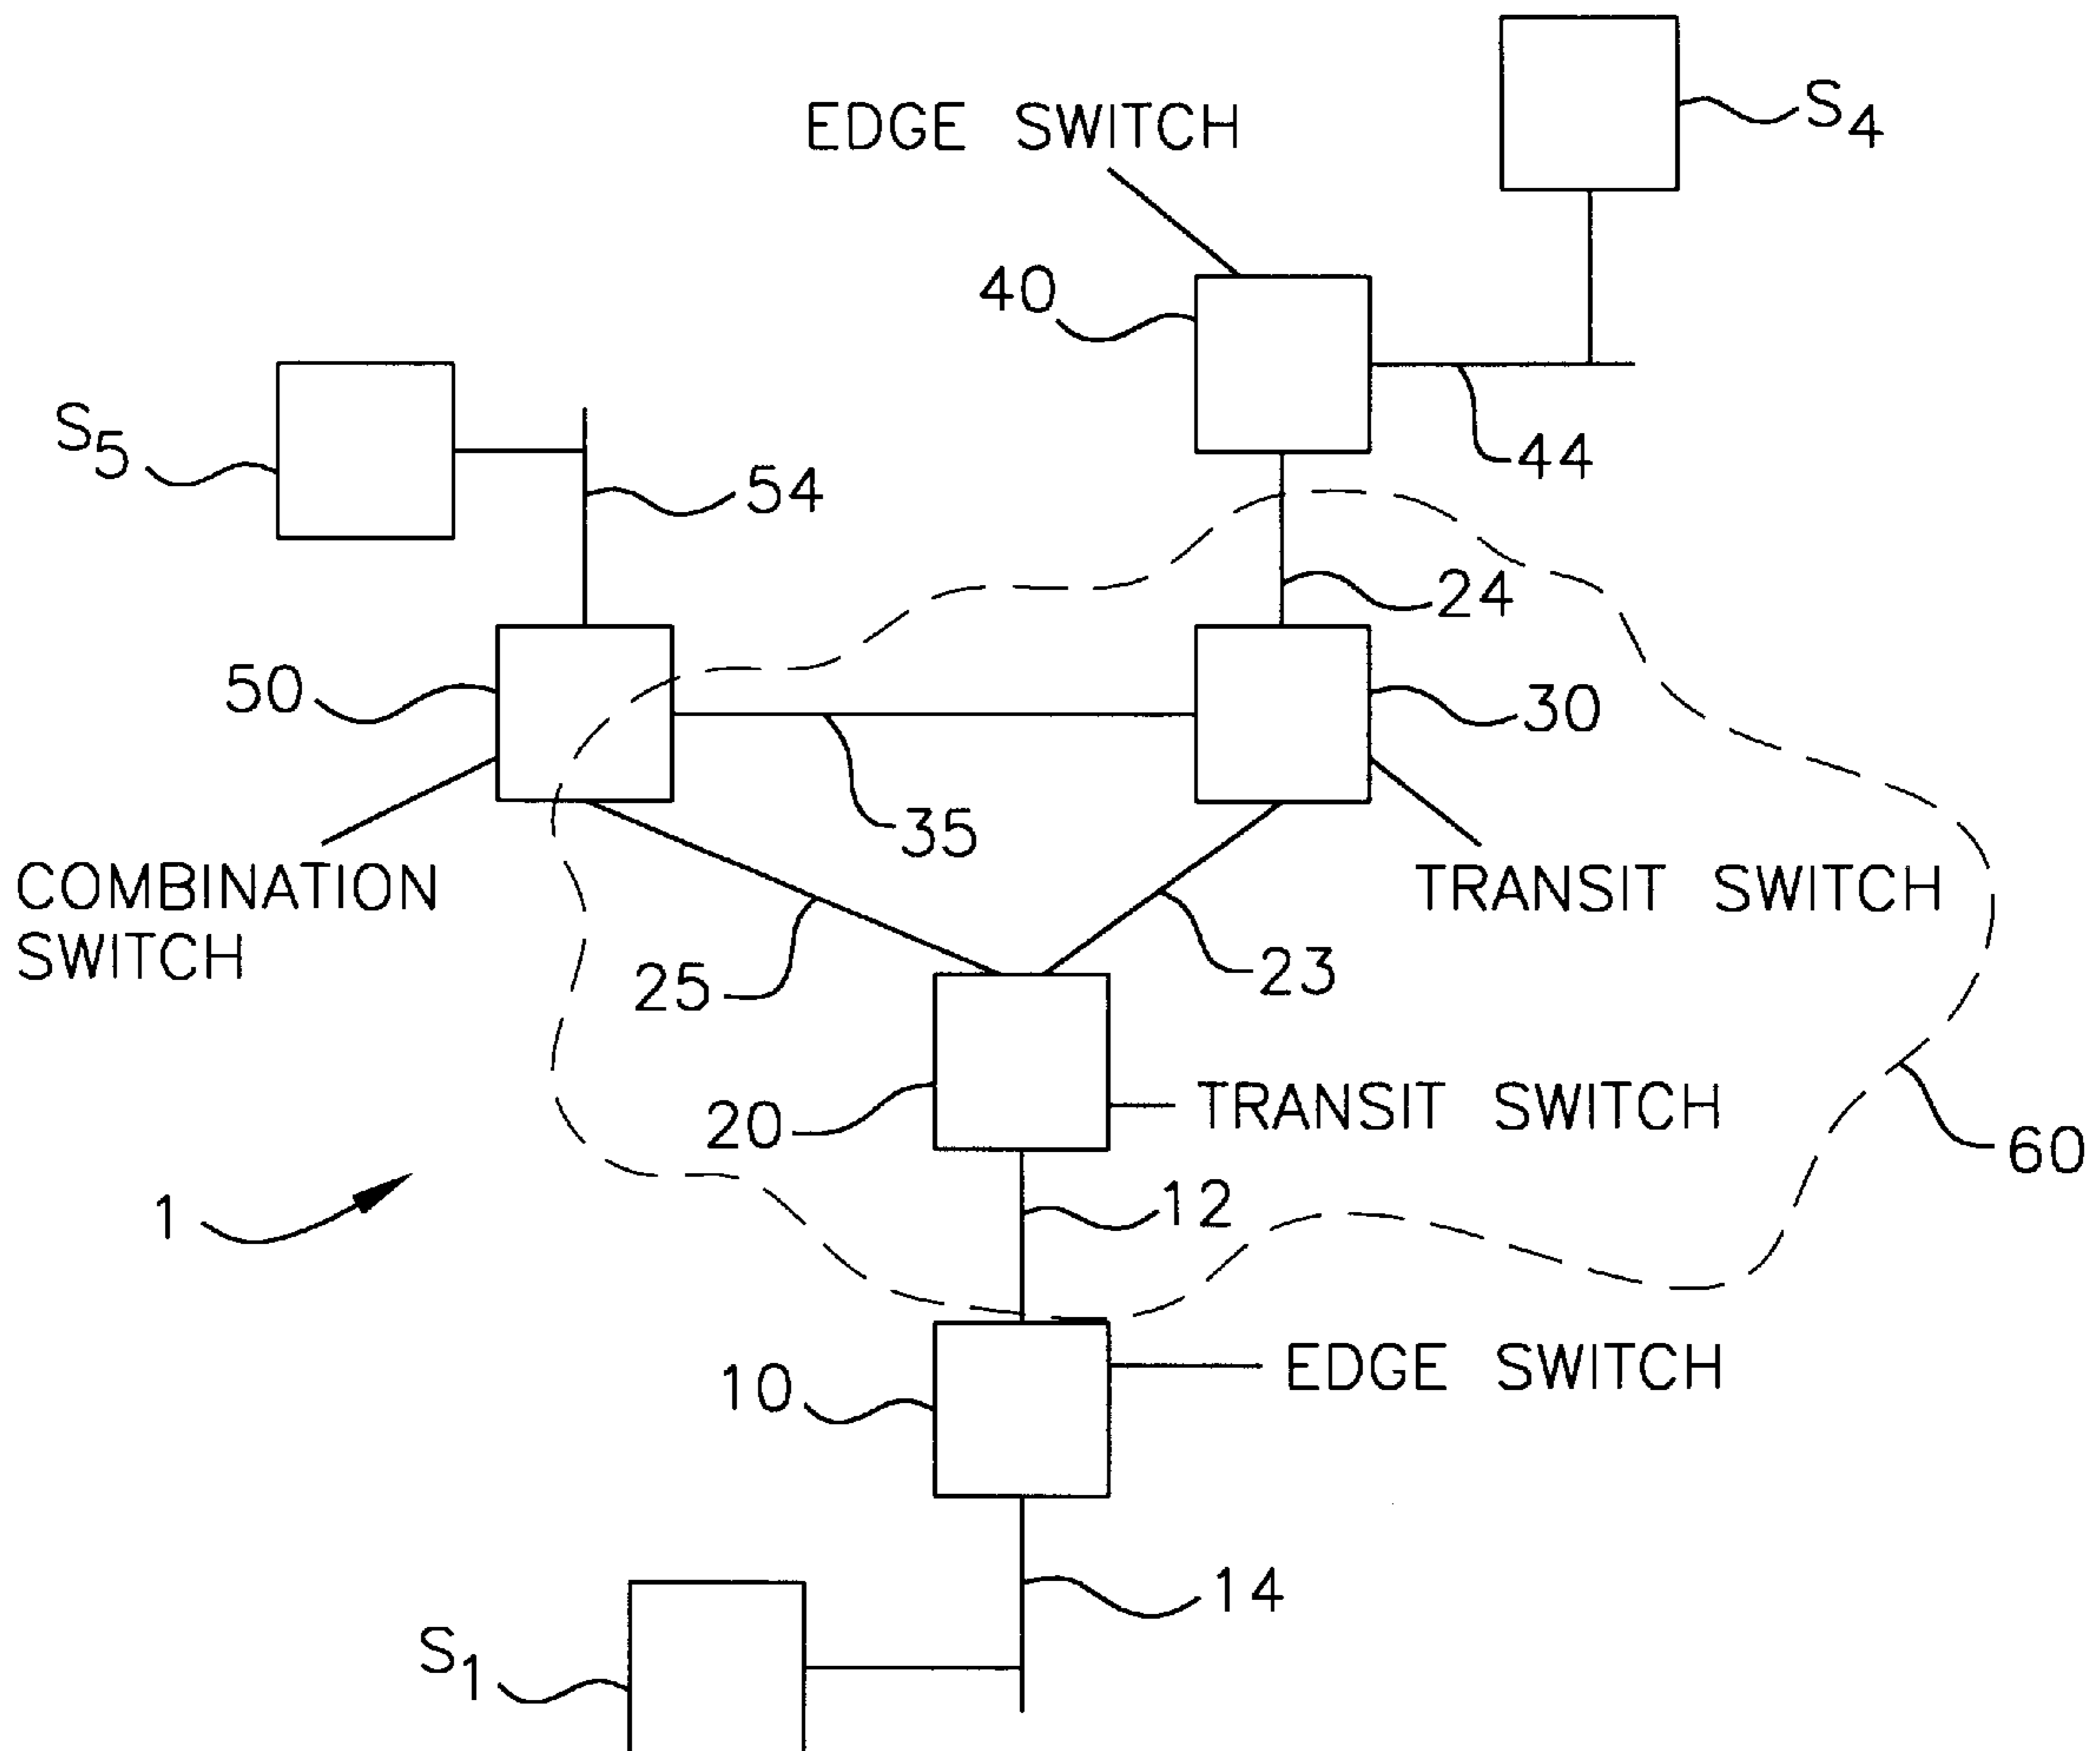 S4
EDGE SWITCH
40
S5
44
54
24
50
30
35
COMBINATION
SWITCH
TRANSIT SWITCH
25
23
20
TRANSIT SWITCH
60
1
12
10
EDGE SWITCH
14
S1